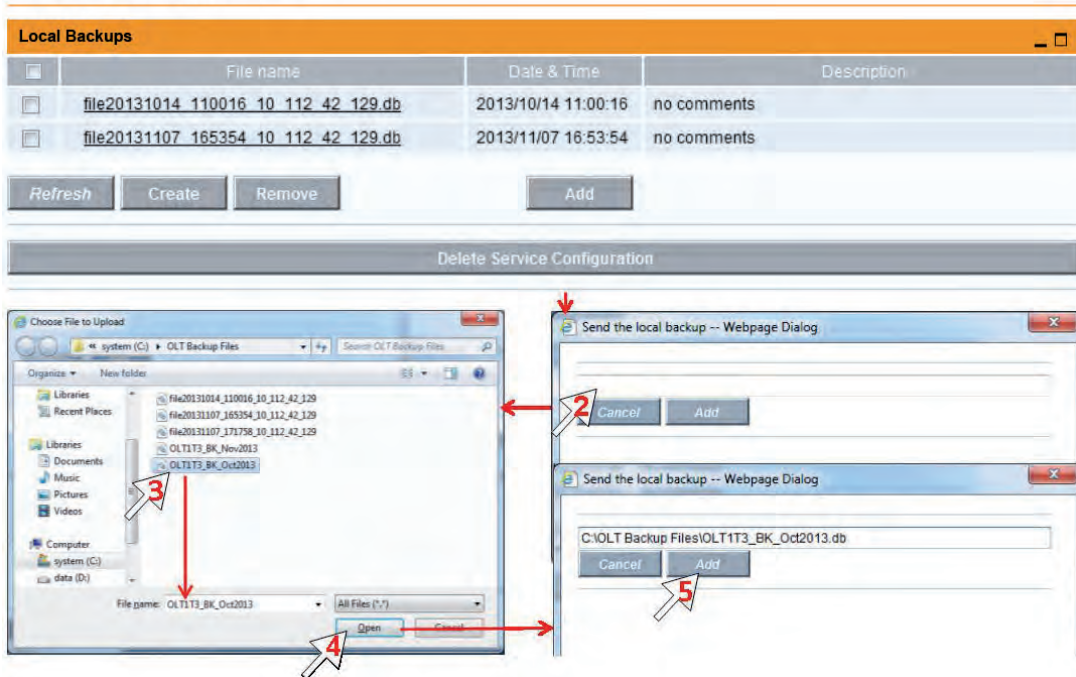 Local Backups
File name Date & Time Description
file20131014_110016_10_112_42_129.db 2013/10/14 11:00:16 no comments
file20131107_165354_10_112_42_129.db 2013/11/07 16:53:54 no comments
Refresh Create Remove Add
Delete Service Configuration
Choose File to Upload
« system (C:) OLT Backup Files Search OLT Backup Files
Organize New folder
Libraries
Recent Places
Libraries
Documents
Music
Pictures
Videos
Computer
system (C:)
data (D:)
file20131014_110016_10_112_42_129
file20131107_165354_10_112_42_129
file20131107_171758_10_112_42_129
OLT1T3_BK_Nov2013
OLT1T3_BK_Oct2013
3
File name: OLT1T3_BK_Oct2013 All Files (*.*)
Open Cancel
4
Send the local backup -- Webpage Dialog
2
Cancel Add
Send the local backup -- Webpage Dialog
C:\OLT Backup Files\OLT1T3_BK_Oct2013.db
Cancel Add
5